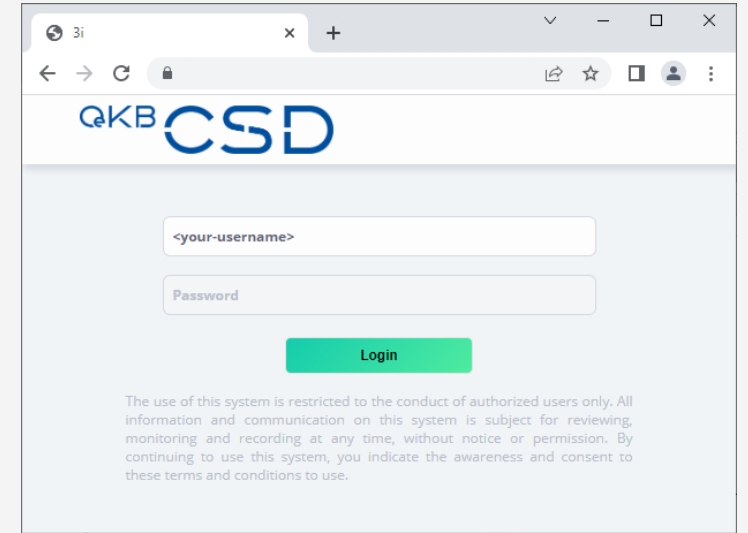 3i
OeKB CSD
<your-username>
Password
Login
The use of this system is restricted to the conduct of authorized users only. All
information and communication on this system is subject for reviewing,
monitoring and recording at any time, without notice or permission. By
continuing to use this system, you indicate the awareness and consent to
these terms and conditions to use.